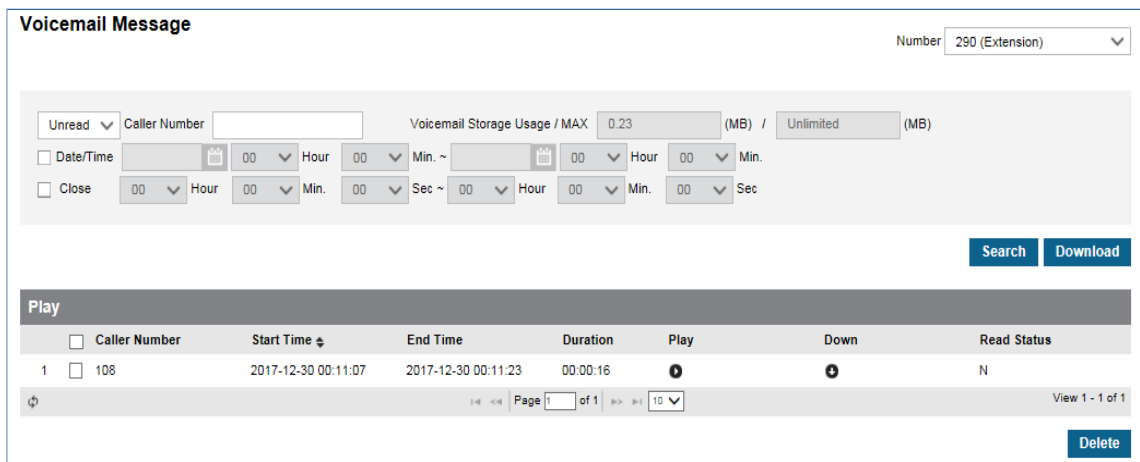 Voicemail Message
Number 290 (Extension)
Unread Caller Number Voicemail Storage Usage / MAX 0.23 (MB) / Unlimited (MB)
Date/Time 00 Hour 00 Min. ~ 00 Hour 00 Min.
Close 00 Hour 00 Min. 00 Sec ~ 00 Hour 00 Min. 00 Sec
Search Download
Play
Caller Number Start Time End Time Duration Play Down Read Status
1 108 2017-12-30 00:11:07 2017-12-30 00:11:23 00:00:16 N
Page 1 of 1 10 View 1 - 1 of 1
Delete